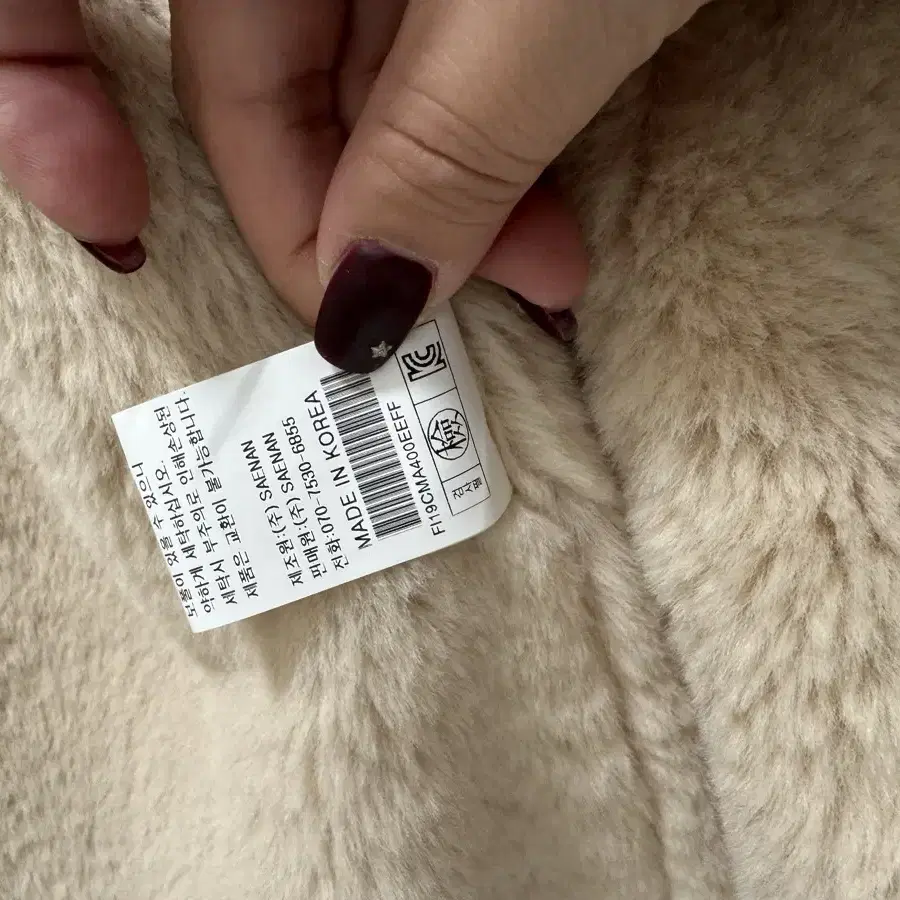 보풀이 있을 수 있으니
약하게 세탁하십시오.
세탁시 부주의로 인해손상된
제품은 교환이 불가능합니다.
제조원:(주) SAENAN
판매원:(주) SAENAN
전화:070-7530-6855
MADE IN KOREA
F19CMA400EEFF
KC
검사필